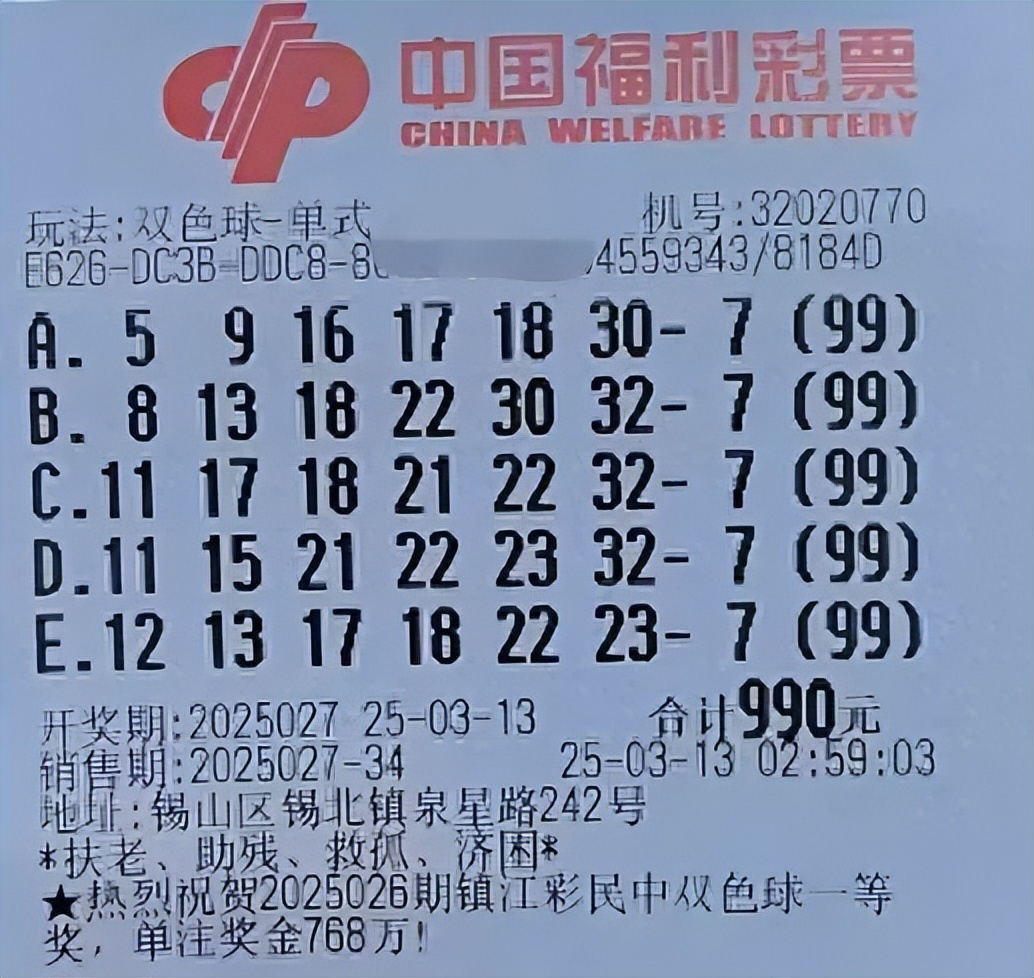 中国福利彩票
CHINA WELFARE LOTTERY
玩法:双色球-单式 机号:32020770
E626-DC3B-DDC8-8 4559343/8184D
A. 5 9 16 17 18 30- 7 (99)
B. 8 13 18 22 30 32- 7 (99)
C.11 17 18 21 22 32- 7 (99)
D.11 15 21 22 23 32- 7 (99)
E.12 13 17 18 22 23- 7 (99)
开奖期:2025027 25-03-13 合计990元
销售期:2025027-34 25-03-13 02:59:03
地址:锡山区锡北镇泉星路242号
*扶老、助残、救孤、济困*
★热烈祝贺2025026期镇江彩民中双色球一等
奖，单注奖金768万!